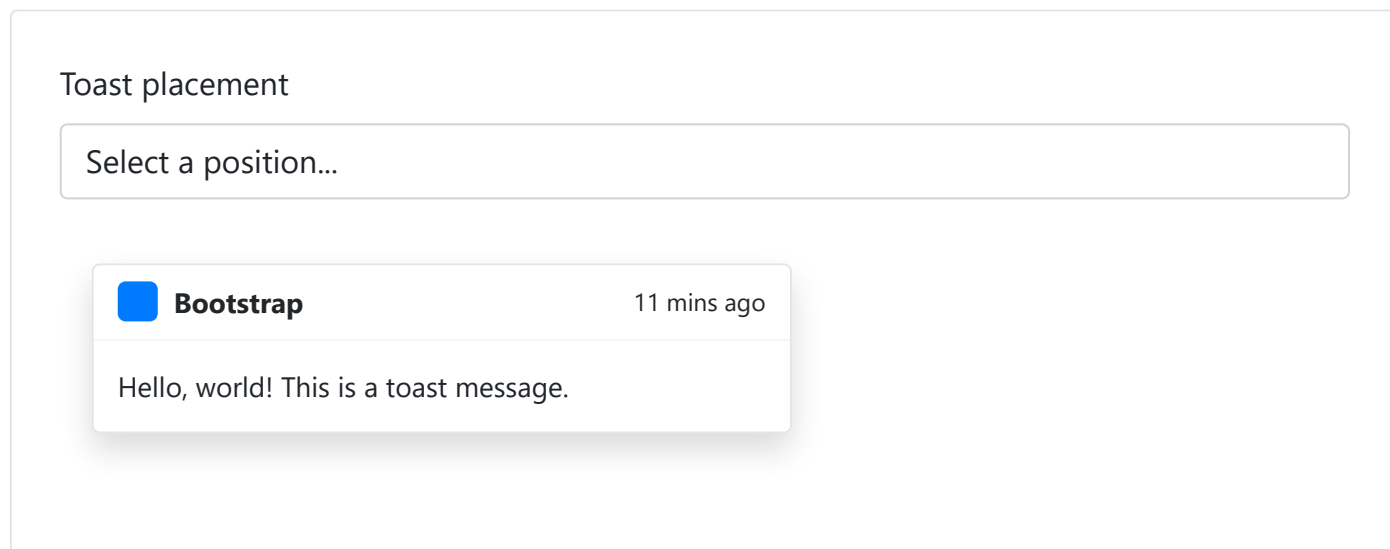 Toast placement
Select a position...
Bootstrap 11 mins ago
Hello, world! This is a toast message.